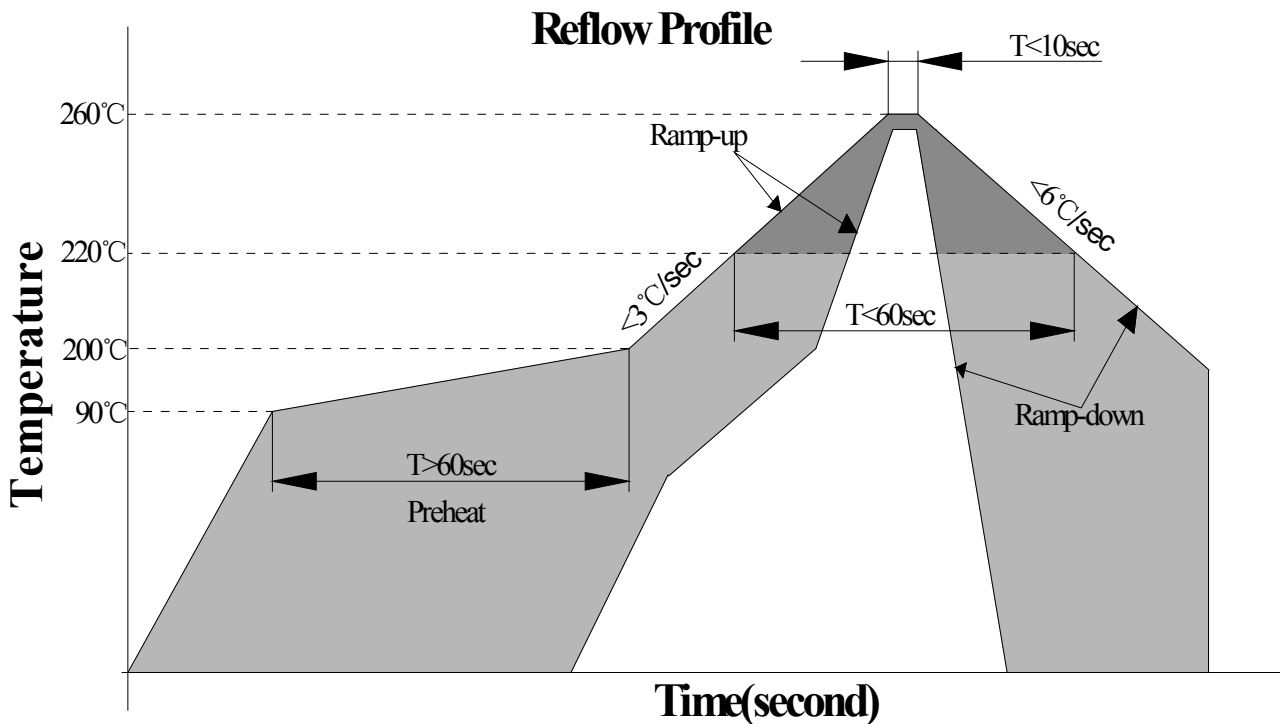 Reflow Profile
T<10sec
260℃
Ramp-up
<6℃/sec
220℃
<3℃/sec
T<60sec
200℃
90℃
Ramp-down
T>60sec
Preheat
Temperature
Time(second)